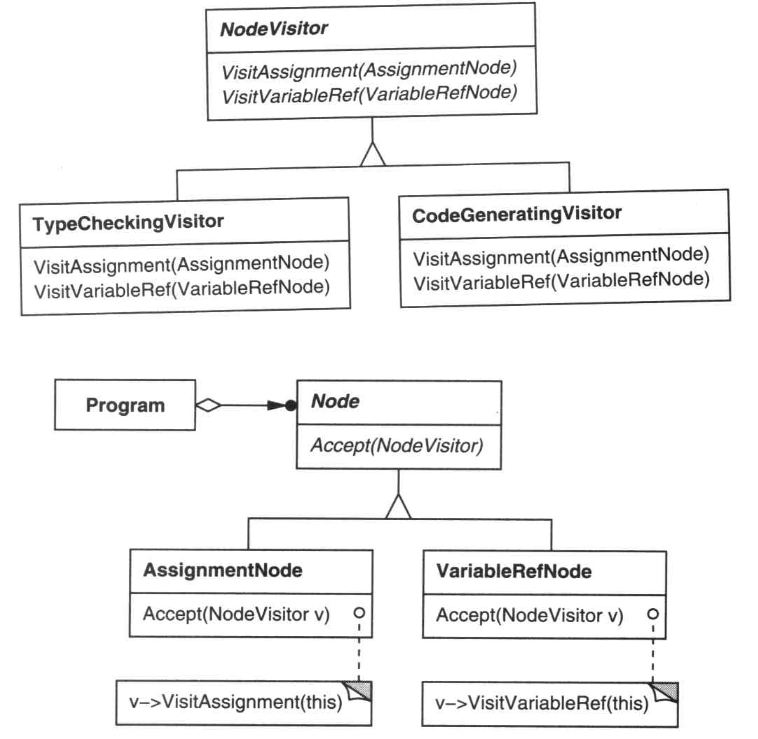 NodeVisitor
VisitAssignment(AssignmentNode)
VisitVariableRef(VariableRefNode)
TypeCheckingVisitor
VisitAssignment(AssignmentNode)
VisitVariableRef(VariableRefNode)
CodeGeneratingVisitor
VisitAssignment(AssignmentNode)
VisitVariableRef(VariableRefNode)
Program
Node
Accept(NodeVisitor)
AssignmentNode
Accept(NodeVisitor v)
v–>VisitAssignment(this)
VariableRefNode
Accept(NodeVisitor v)
v–>VisitVariableRef(this)